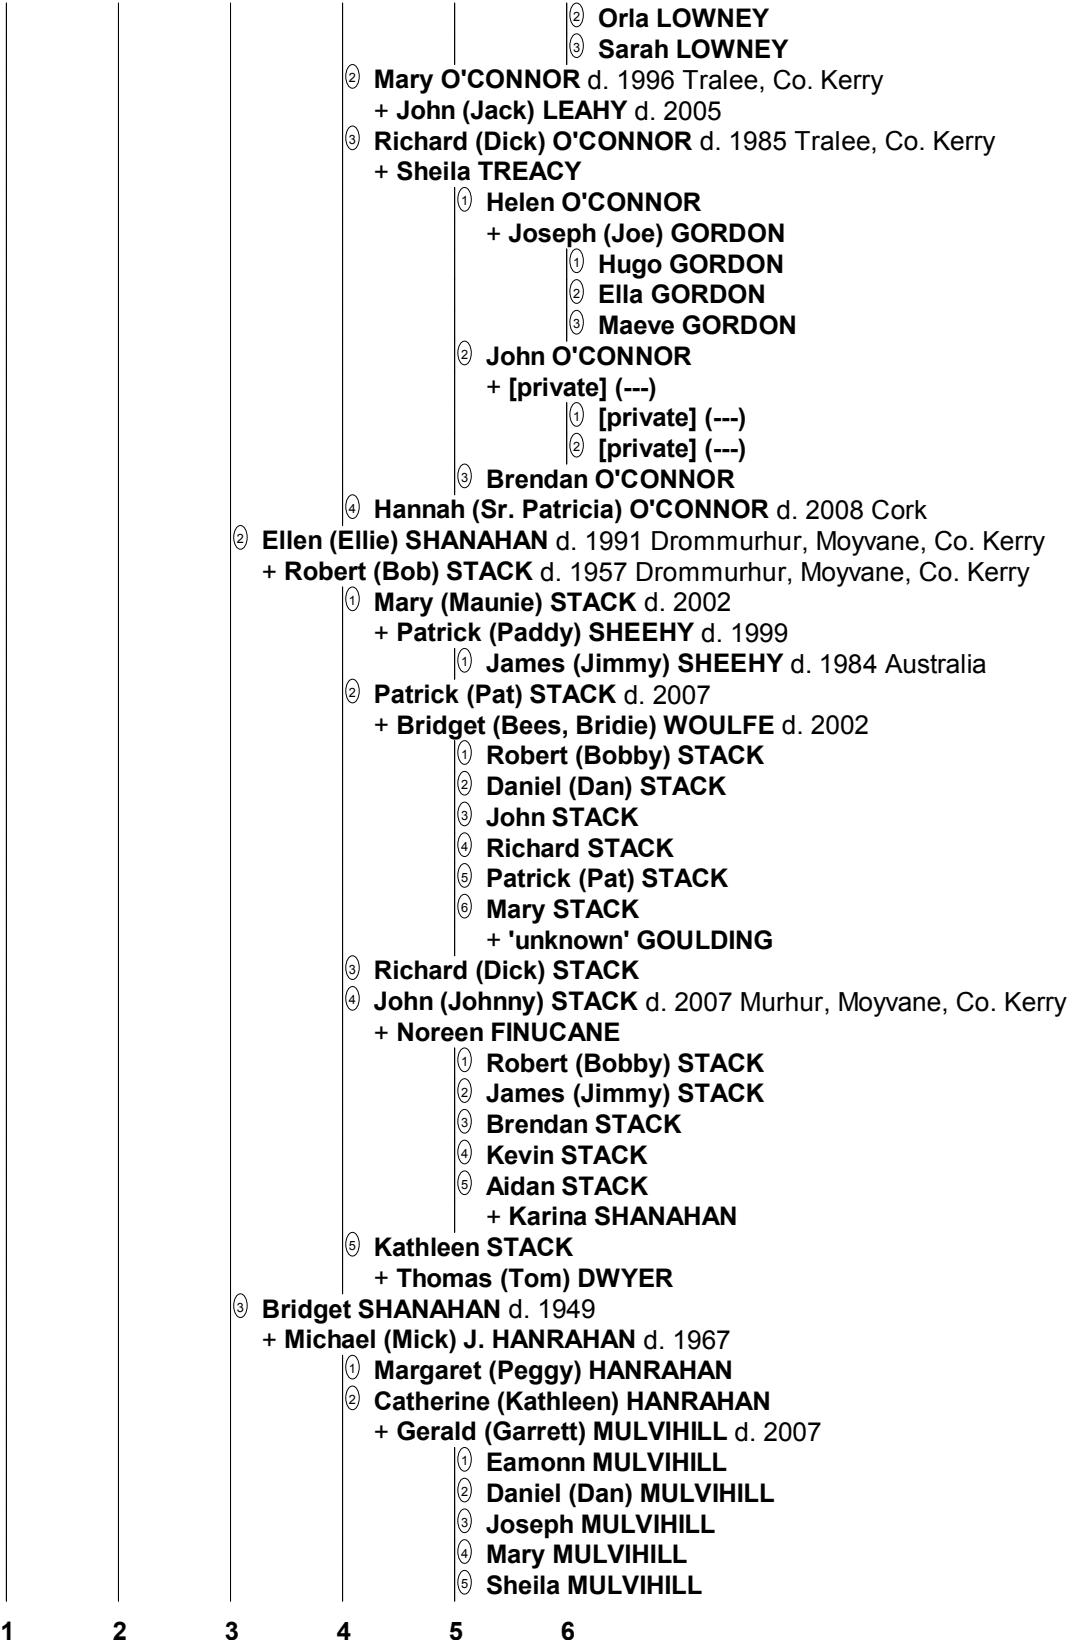 ② Orla LOWNEY
③ Sarah LOWNEY
② Mary O'CONNOR d. 1996 Tralee, Co. Kerry
+ John (Jack) LEAHY d. 2005
③ Richard (Dick) O'CONNOR d. 1985 Tralee, Co. Kerry
+ Sheila TREACY
① Helen O'CONNOR
+ Joseph (Joe) GORDON
① Hugo GORDON
② Ella GORDON
③ Maeve GORDON
② John O'CONNOR
+ [private] (---)
① [private] (---)
② [private] (---)
③ Brendan O'CONNOR
④ Hannah (Sr. Patricia) O'CONNOR d. 2008 Cork
② Ellen (Ellie) SHANAHAN d. 1991 Drommurhur, Moyvane, Co. Kerry
+ Robert (Bob) STACK d. 1957 Drommurhur, Moyvane, Co. Kerry
① Mary (Maunie) STACK d. 2002
+ Patrick (Paddy) SHEEHY d. 1999
① James (Jimmy) SHEEHY d. 1984 Australia
② Patrick (Pat) STACK d. 2007
+ Bridget (Bees, Bridie) WOULFE d. 2002
① Robert (Bobby) STACK
② Daniel (Dan) STACK
③ John STACK
④ Richard STACK
⑤ Patrick (Pat) STACK
⑥ Mary STACK
+ 'unknown' GOULDING
③ Richard (Dick) STACK
④ John (Johnny) STACK d. 2007 Murhur, Moyvane, Co. Kerry
+ Noreen FINUCANE
① Robert (Bobby) STACK
② James (Jimmy) STACK
③ Brendan STACK
④ Kevin STACK
⑤ Aidan STACK
+ Karina SHANAHAN
⑤ Kathleen STACK
+ Thomas (Tom) DWYER
③ Bridget SHANAHAN d. 1949
+ Michael (Mick) J. HANRAHAN d. 1967
① Margaret (Peggy) HANRAHAN
② Catherine (Kathleen) HANRAHAN
+ Gerald (Garrett) MULVIHILL d. 2007
① Eamonn MULVIHILL
② Daniel (Dan) MULVIHILL
③ Joseph MULVIHILL
④ Mary MULVIHILL
⑤ Sheila MULVIHILL
1 2 3 4 5 6